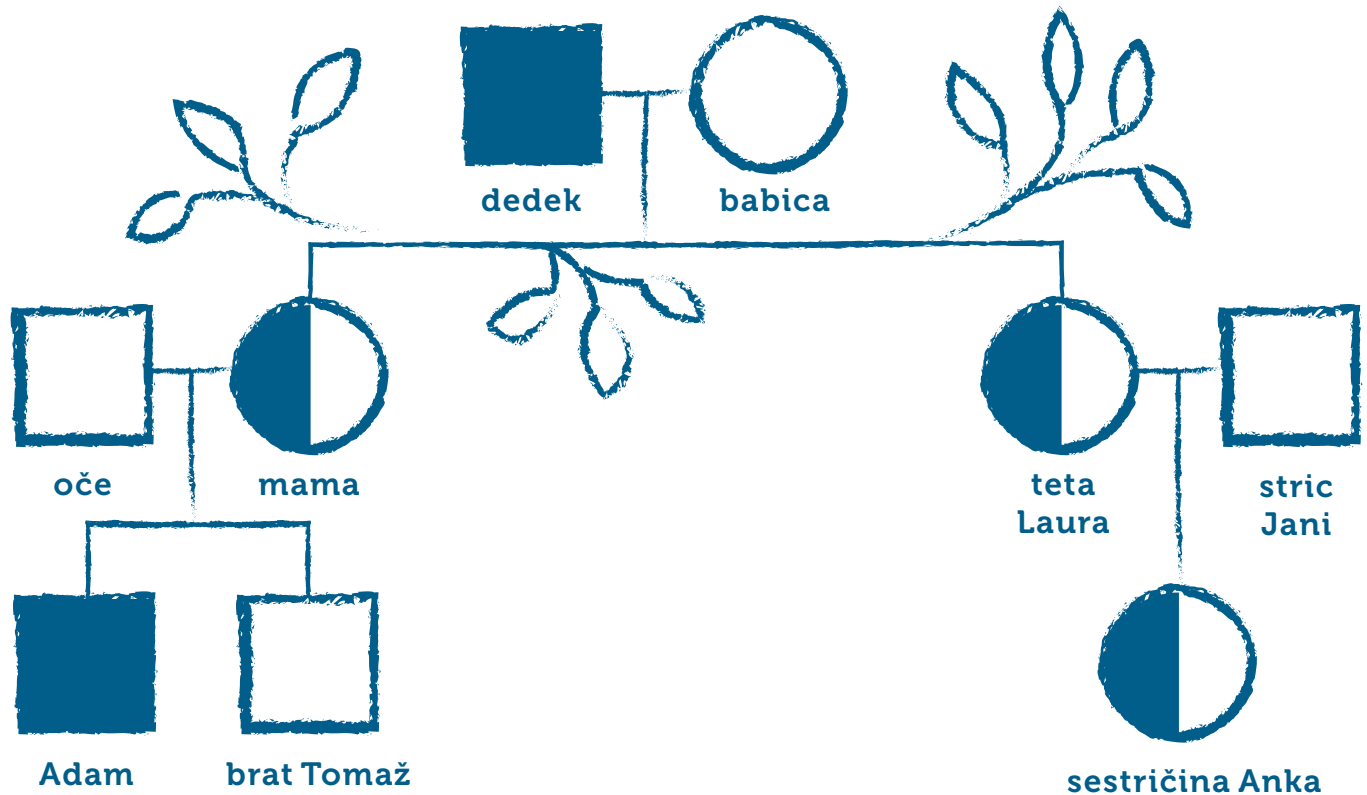 dedek
babica
oče
mama
teta
Laura
stric
Jani
Adam
brat Tomaž
sestričina Anka